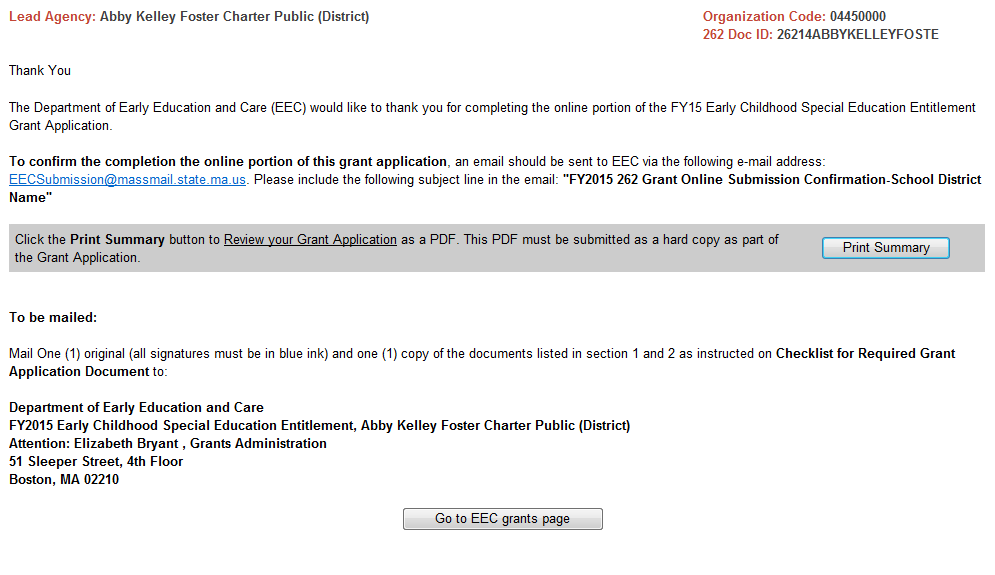 Lead Agency: Abby Kelley Foster Charter Public (District)
Organization Code: 04450000
262 Doc ID: 26214ABBYKELLEYFOSTE
Thank You
The Department of Early Education and Care (EEC) would like to thank you for completing the online portion of the FY15 Early Childhood Special Education Entitlement
Grant Application.
To confirm the completion the online portion of this grant application, an email should be sent to EEC via the following e-mail address:
EECSubmission@massmail.state.ma.us. Please include the following subject line in the email: "FY2015 262 Grant Online Submission Confirmation-School District
Name"
Click the Print Summary button to Review your Grant Application as a PDF. This PDF must be submitted as a hard copy as part of
the Grant Application.
Print Summary
To be mailed:
Mail One (1) original (all signatures must be in blue ink) and one (1) copy of the documents listed in section 1 and 2 as instructed on Checklist for Required Grant
Application Document to:
Department of Early Education and Care
FY2015 Early Childhood Special Education Entitlement, Abby Kelley Foster Charter Public (District)
Attention: Elizabeth Bryant , Grants Administration
51 Sleeper Street, 4th Floor
Boston, MA 02210
Go to EEC grants page